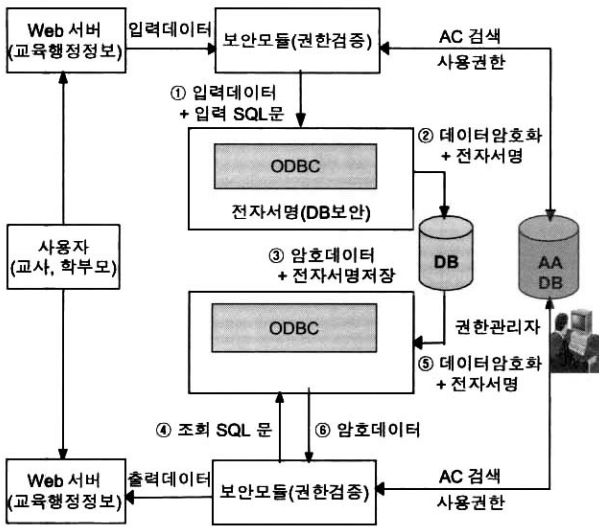 Web 서버
(교육행정정보)
입력데이터
보안모듈(권한검증)
AC 검색
사용권한
① 입력데이터
+ 입력 SQL문
② 데이터암호화
+ 전자서명
ODBC
전자서명(DB보안)
사용자
(교사, 학부모)
③ 암호데이터
+ 전자서명저장
DB
AA
DB
ODBC
권한관리자
⑤ 데이터암호화
+ 전자서명
④ 조회 SQL 문
⑥ 암호데이터
Web 서버
(교육행정정보)
출력데이터
보안모듈(권한검증)
AC 검색
사용권한